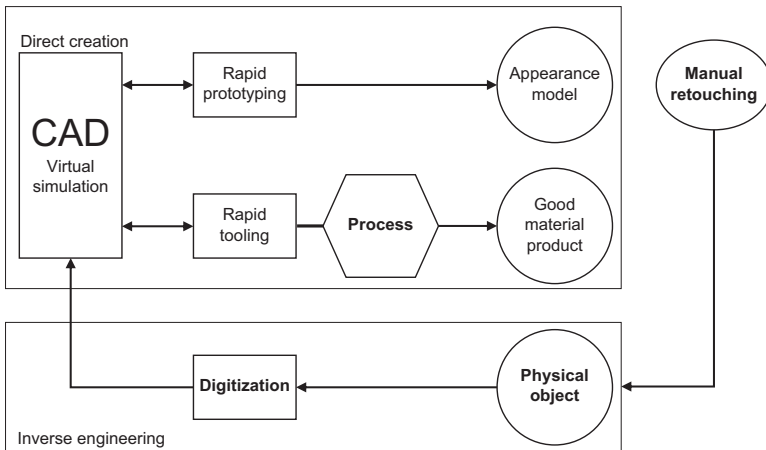 Direct creation
CAD
Virtual
simulation
Rapid
prototyping
Appearance
model
Manual
retouching
Rapid
tooling
Process
Good
material
product
Digitization
Physical
object
Inverse engineering